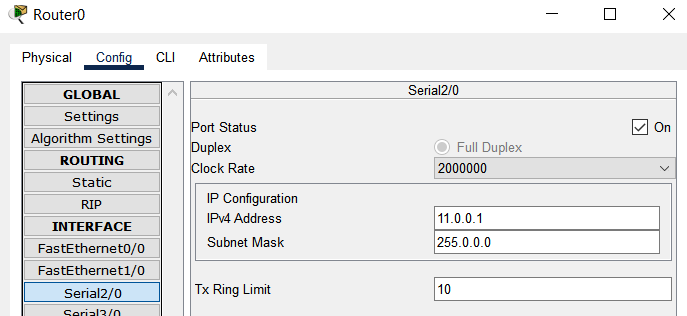 Router0
Physical Config CLI Attributes
GLOBAL
Settings
Algorithm Settings
ROUTING
Static
RIP
INTERFACE
FastEthernet0/0
FastEthernet1/0
Serial2/0
Serial3/0
Serial2/0
Port Status On
Duplex Full Duplex
Clock Rate 2000000
IP Configuration
IPv4 Address 11.0.0.1
Subnet Mask 255.0.0.0
Tx Ring Limit 10